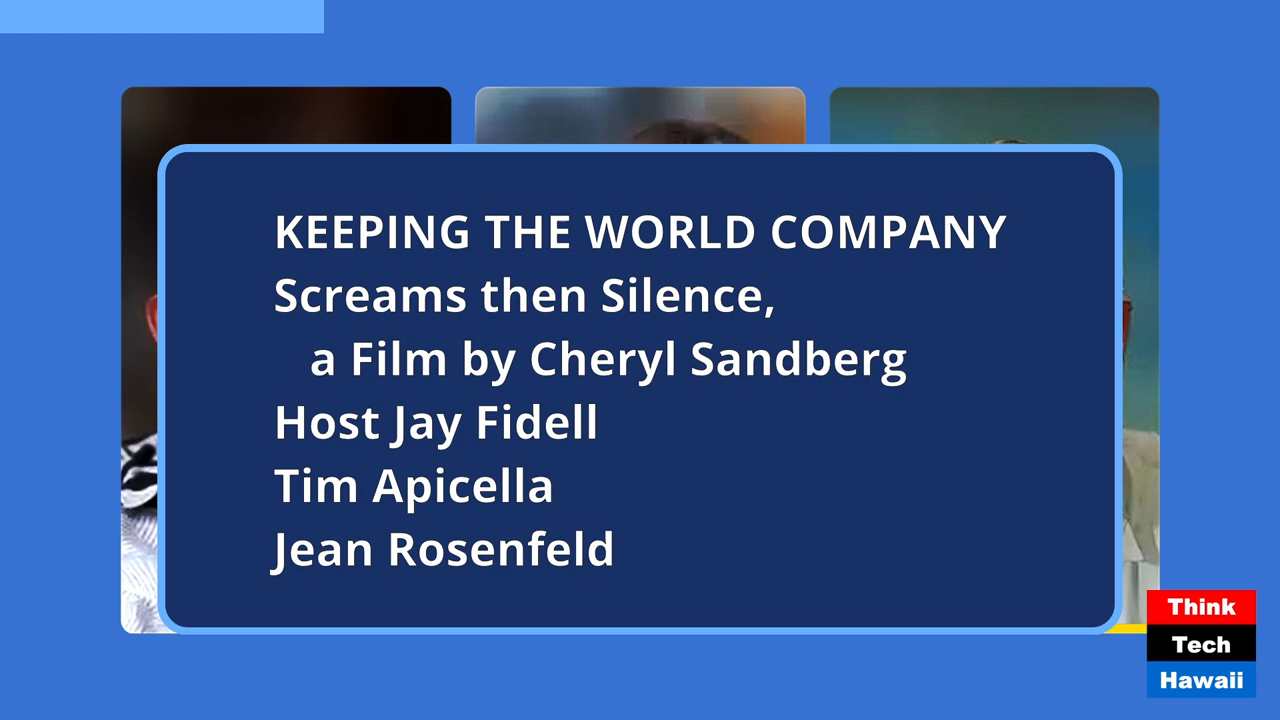 KEEPING THE WORLD COMPANY
Screams then Silence,
a Film by Cheryl Sandberg
Host Jay Fidell
Tim Apicella
Jean Rosenfeld
Think
Tech
Hawaii